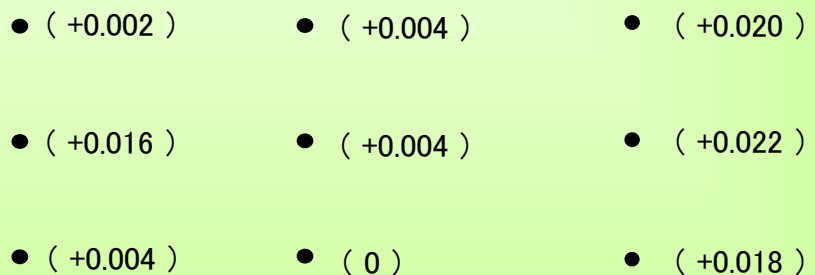 ● ( +0.002 ) ● ( +0.004 ) ● ( +0.020 )
● ( +0.016 ) ● ( +0.004 ) ● ( +0.022 )
● ( +0.004 ) ● ( 0 ) ● ( +0.018 )